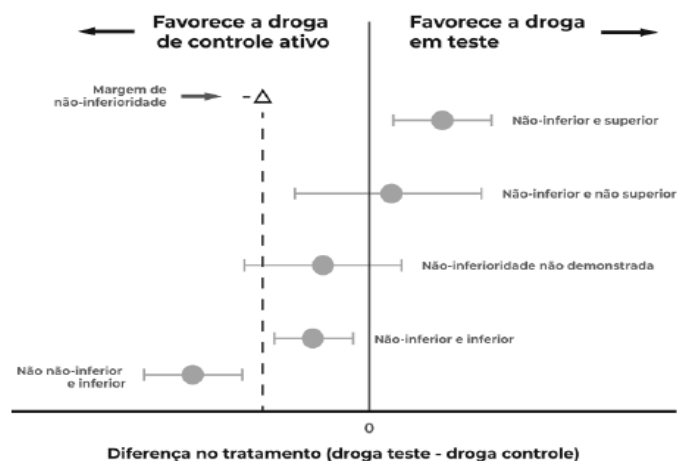 Favorece a droga
de controle ativo
Favorece a droga
em teste
Margem de
não-inferioridade
-Δ
Não-inferior e superior
Não-inferior e não superior
Não-inferioridade não demonstrada
Não-inferior e inferior
Não não-inferior
e inferior
0
Diferença no tratamento (droga teste - droga controle)